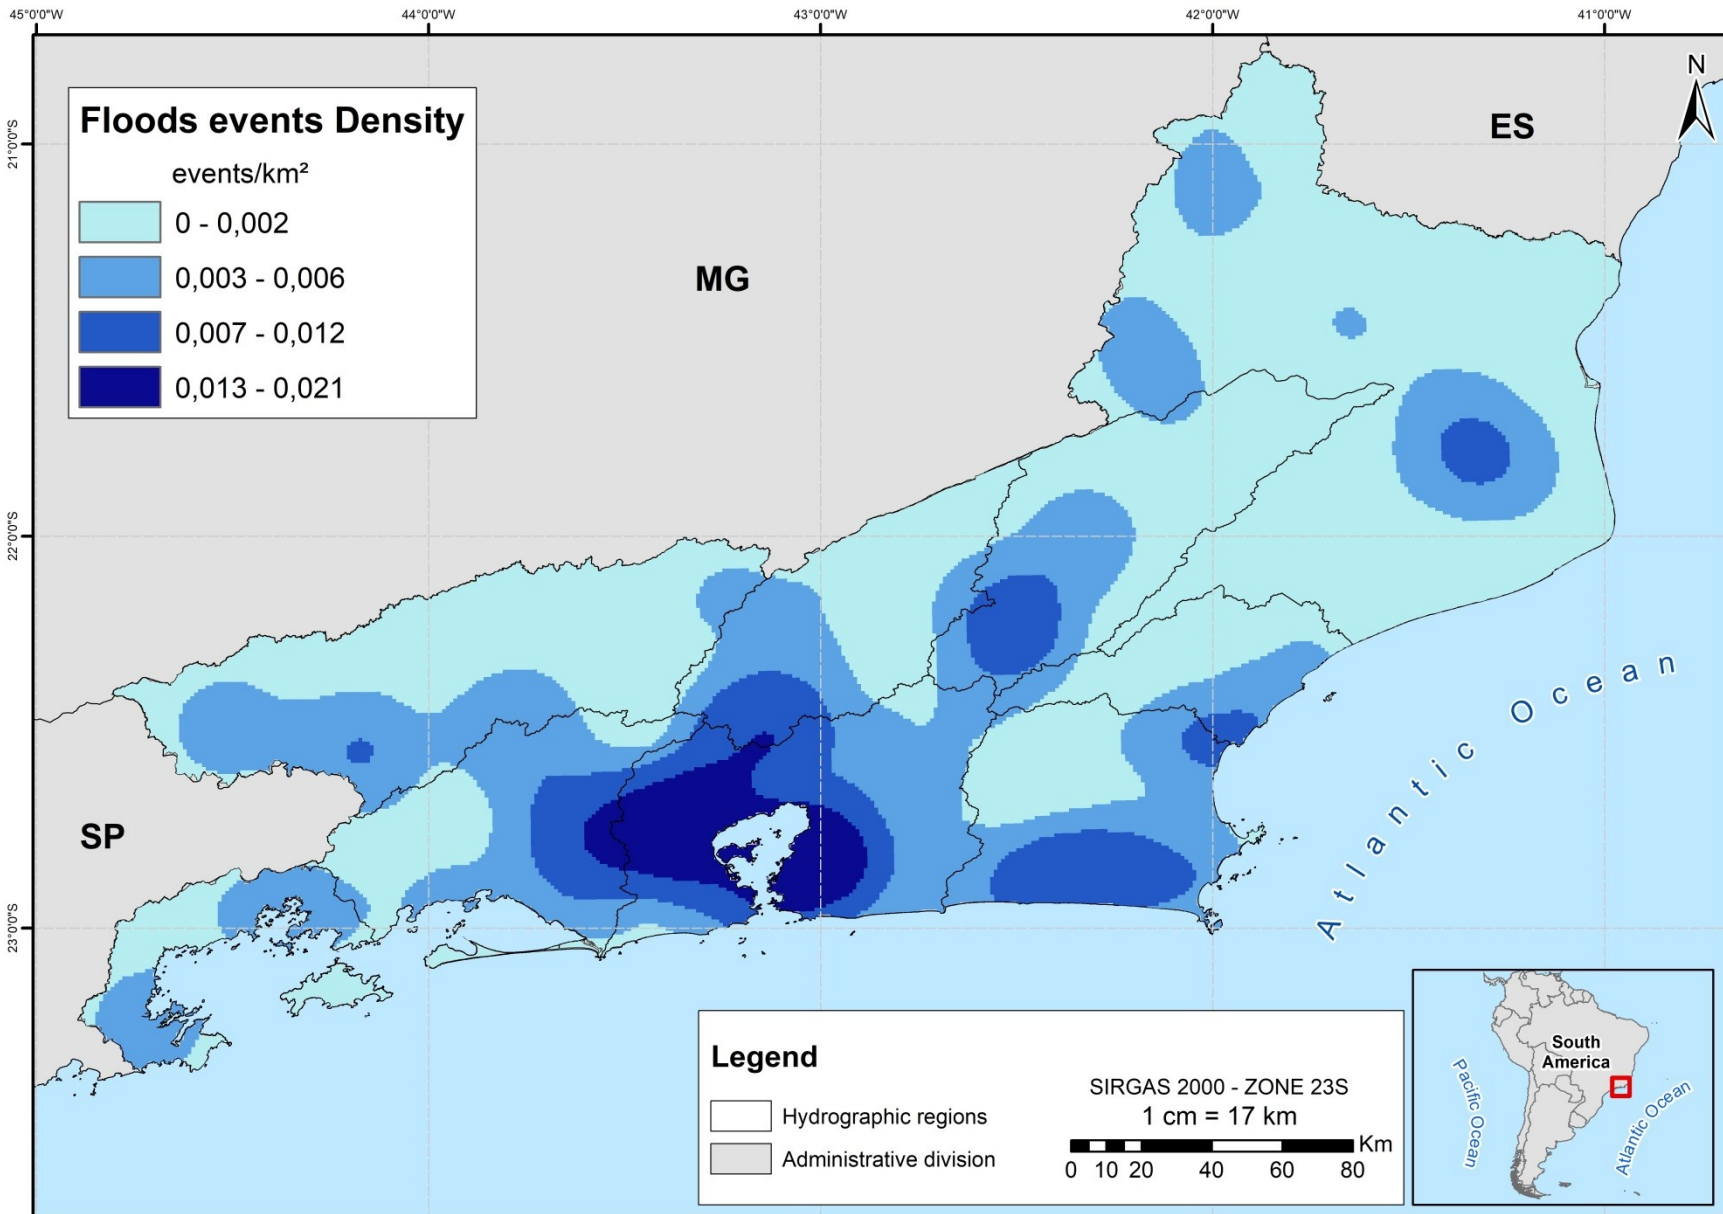 45°0'0"W 44°0'0"W 43°0'0"W 42°0'0"W 41°0'0"W
N
Floods events Density
events/km²
0 - 0,002
0,003 - 0,006
0,007 - 0,012
0,013 - 0,021
21°0'0"S
22°0'0"S
23°0'0"S
ES
MG
SP
Atlantic Ocean
Legend
Hydrographic regions
Administrative division
SIRGAS 2000 - ZONE 23S
1 cm = 17 km
Km
0 10 20 40 60 80
South
America
Pacific Ocean
Atlantic Ocean